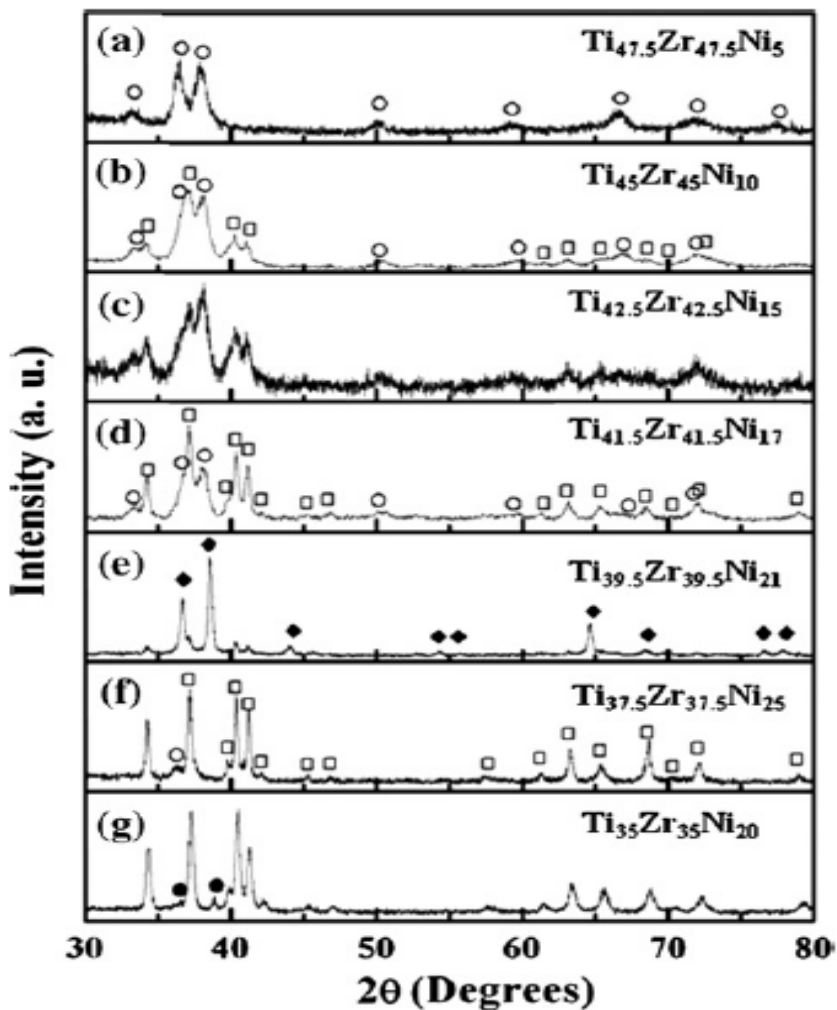 (a) Ti47.5Zr47.5Ni5
(b) Ti45Zr45Ni10
(c) Ti42.5Zr42.5Ni15
(d) Ti41.5Zr41.5Ni17
(e) Ti39.5Zr39.5Ni21
(f) Ti37.5Zr37.5Ni25
(g) Ti35Zr35Ni20
Intensity (a. u.)
30 40 50 60 70 80
2θ (Degrees)